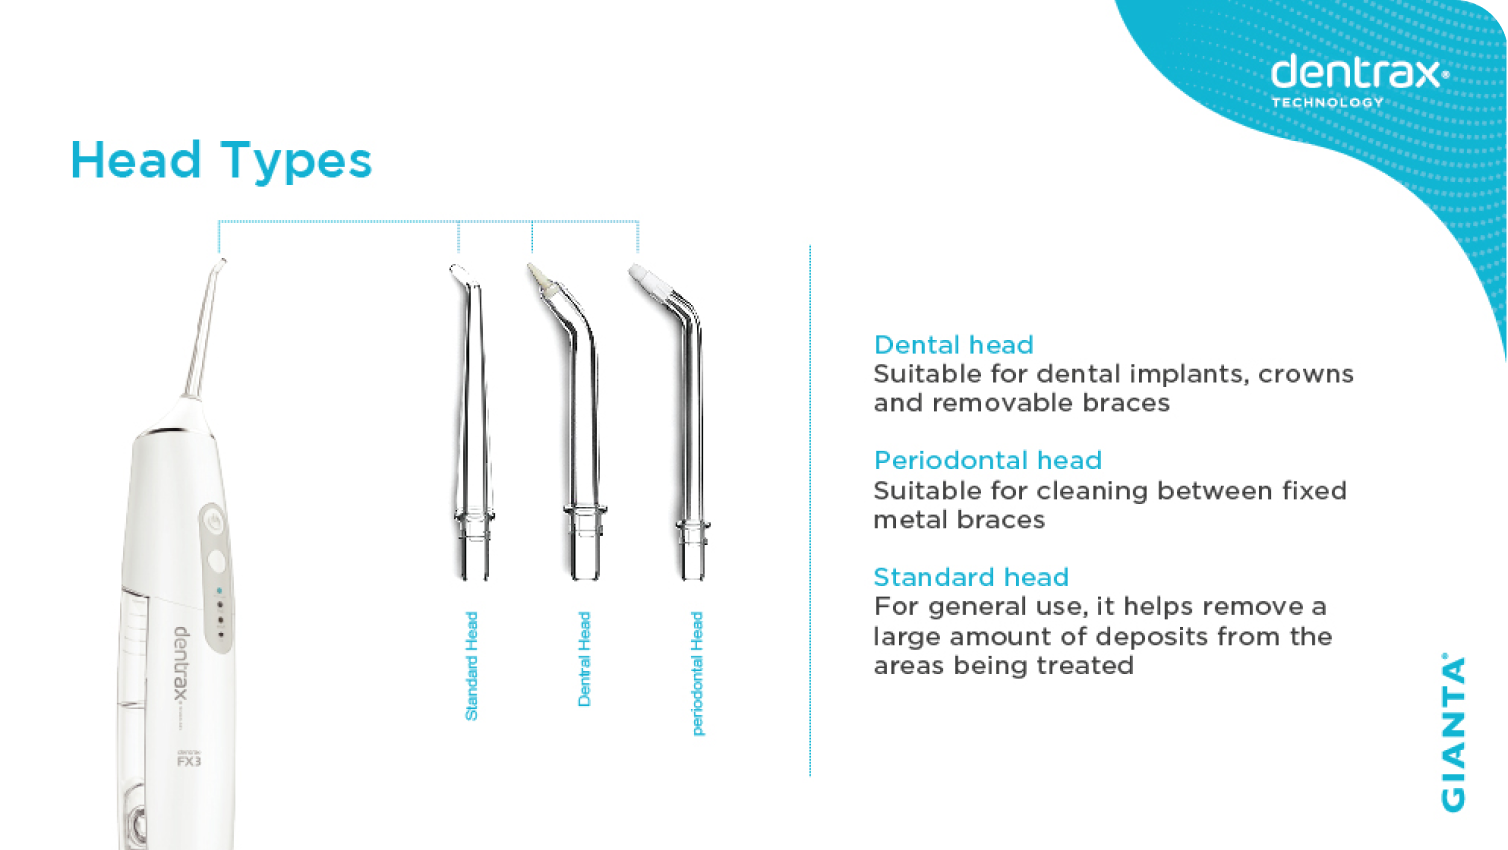 dentrax®
TECHNOLOGY
Head Types
Dental head
Suitable for dental implants, crowns
and removable braces
Periodontal head
Suitable for cleaning between fixed
metal braces
Standard head
For general use, it helps remove a
large amount of deposits from the
areas being treated
Standard Head
Dentral Head
periodontal Head
dentrax®
FX3
GIANTA®